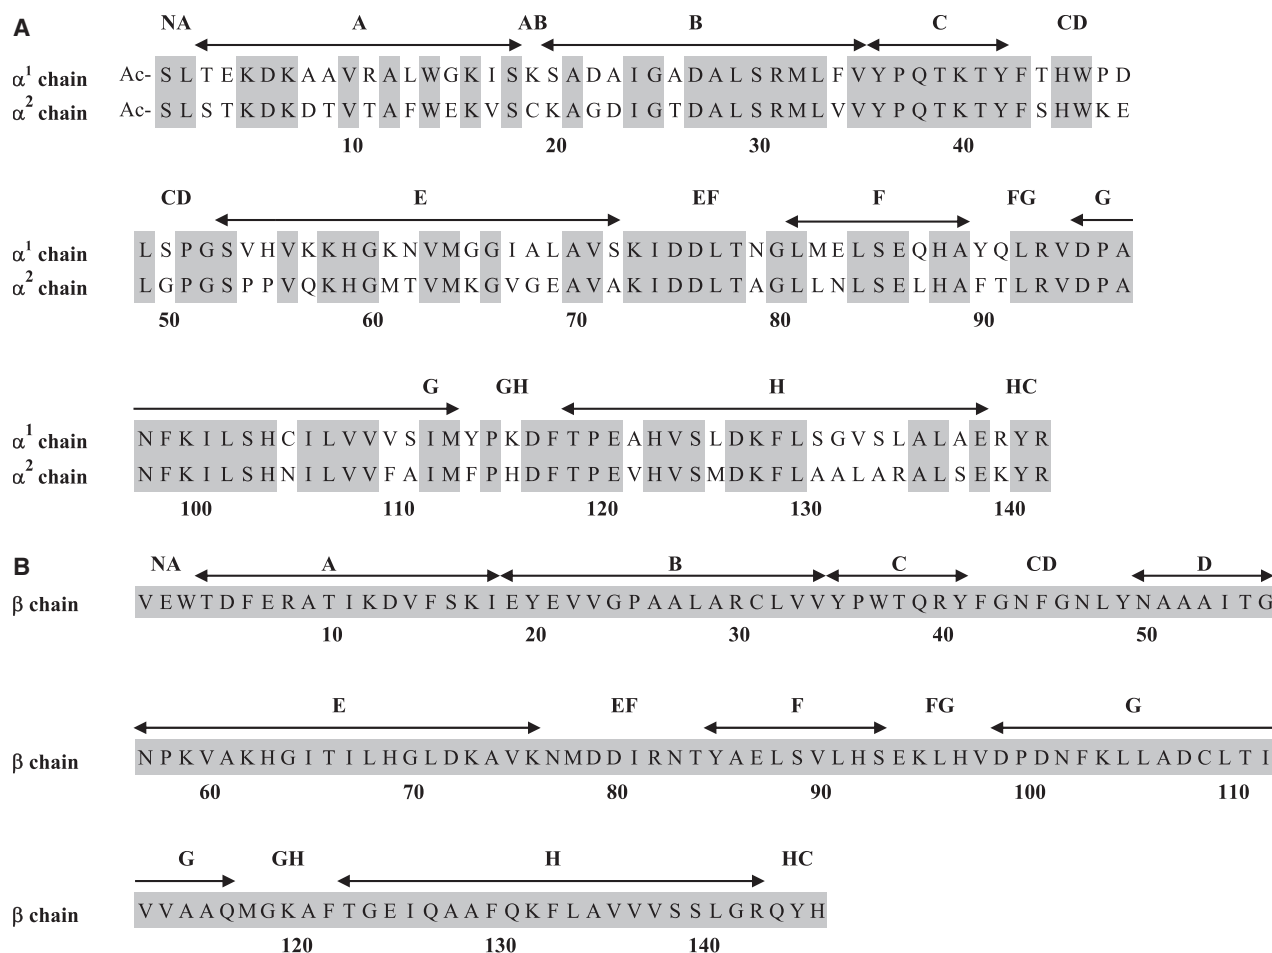 A
NA A AB B C CD
α1 chain Ac- S L T E K D K A A V R A L W G K I S K S A D A I G A D A L S R M L F V Y P Q T K T Y F T H W P D
α2 chain Ac- S L S T K D K D T V T A F W E K V S C K A G D I G T D A L S R M L V V Y P Q T K T Y F S H W K E
10 20 30 40
CD E EF F FG G
α1 chain L S P G S V H V K K H G K N V M G G I A L A V S K I D D L T N G L M E L S E Q H A Y Q L R V D P A
α2 chain L G P G S P P V Q K H G M T V M K G V G E A V A K I D D L T A G L L N L S E L H A F T L R V D P A
50 60 70 80 90
G GH H HC
α1 chain N F K I L S H C I L V V V S I M Y P K D F T P E A H V S L D K F L S G V S L A L A E R Y R
α2 chain N F K I L S H N I L V V F A I M F P H D F T P E V H V S M D K F L A A L A R A L S E K Y R
100 110 120 130 140
B
NA A B C CD D
β chain V E W T D F E R A T I K D V F S K I E Y E V V G P A A L A R C L V V Y P W T Q R Y F G N F G N L Y N A A A I T G
10 20 30 40 50
E EF F FG G
β chain N P K V A K H G I T I L H G L D K A V K N M D D I R N T Y A E L S V L H S E K L H V D P D N F K L L A D C L T I
60 70 80 90 100 110
G GH H HC
β chain V V A A Q M G K A F T G E I Q A A F Q K F L A V V V S S L G R Q Y H
120 130 140